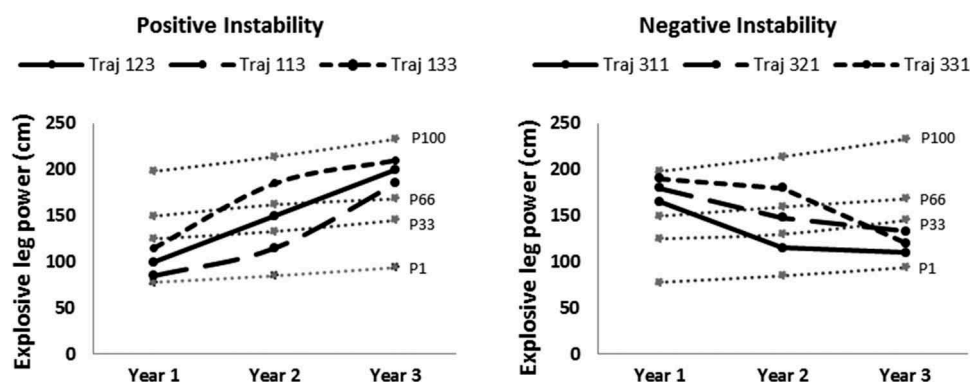 Positive Instability
Traj 123 Traj 113 Traj 133
Explosive leg power (cm)
250
200
150
100
50
0
P100
P66
P33
P1
Year 1 Year 2 Year 3
Negative Instability
Traj 311 Traj 321 Traj 331
Explosive leg power (cm)
250
200
150
100
50
0
P100
P66
P33
P1
Year 1 Year 2 Year 3